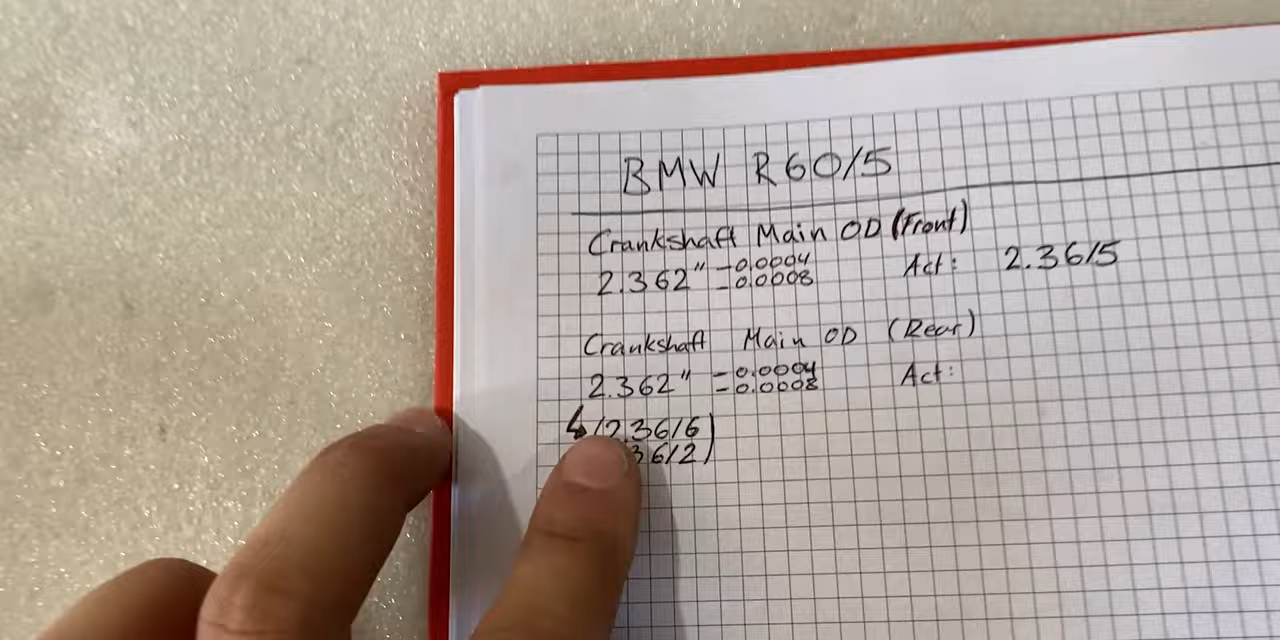 BMW R60/5
Crankshaft Main OD (Front)
2.362" -0.0004 -0.0008 Act: 2.3615
Crankshaft Main OD (Rear)
2.362" -0.0004 -0.0008 Act:
(2.3616
3612)